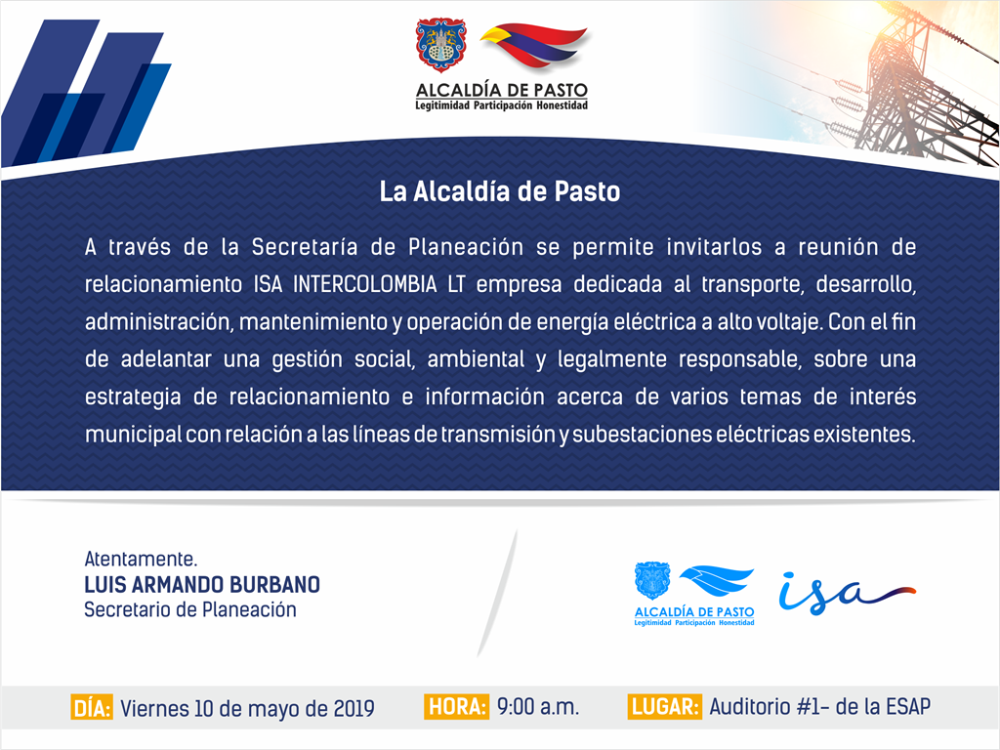 ALCALDÍA DE PASTO
Legitimidad Participación Honestidad
La Alcaldía de Pasto
A través de la Secretaría de Planeación se permite invitarlos a reunión de
relacionamiento ISA INTERCOLOMBIA LT empresa dedicada al transporte, desarrollo,
administración, mantenimiento y operación de energía eléctrica a alto voltaje. Con el fin
de adelantar una gestión social, ambiental y legalmente responsable, sobre una
estrategia de relacionamiento e información acerca de varios temas de interés
municipal con relación a las líneas de transmisión y subestaciones eléctricas existentes.
Atentamente.
LUIS ARMANDO BURBANO
Secretario de Planeación
ALCALDÍA DE PASTO
Legitimidad Participación Honestidad
isa
DÍA: Viernes 10 de mayo de 2019 HORA: 9:00 a.m. LUGAR: Auditorio #1- de la ESAP